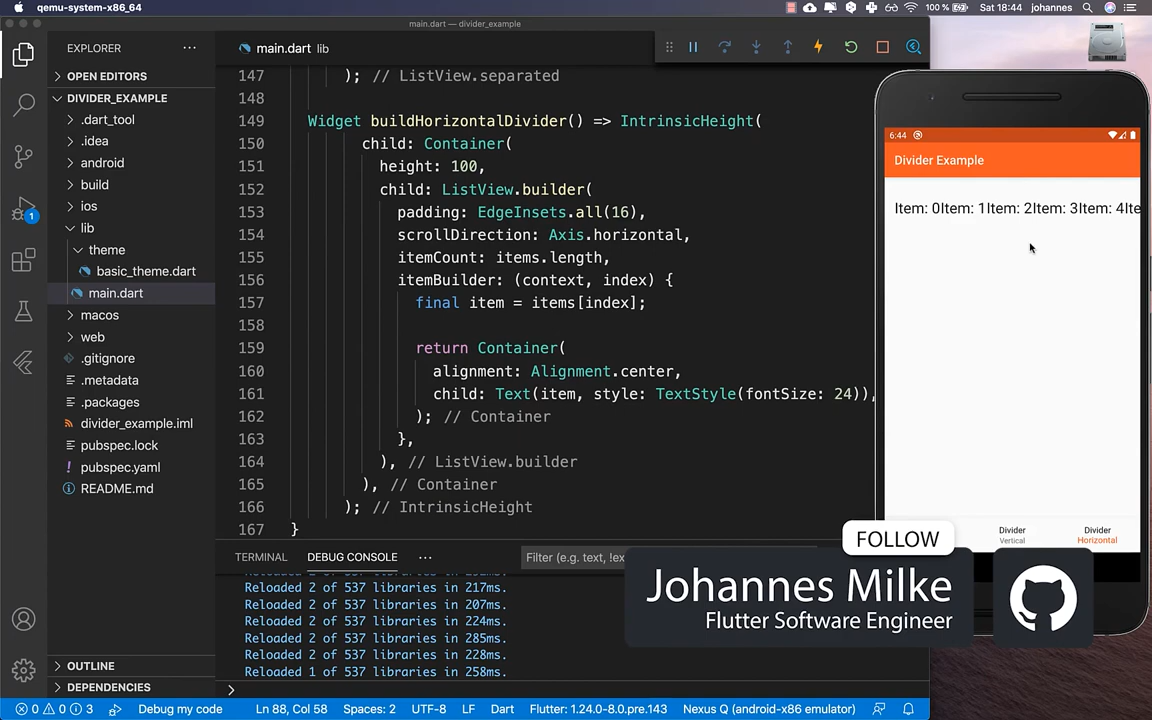 qemu-system-x86_64
100 %
Sat 18:44
johannes
main.dart — divider_example
EXPLORER
OPEN EDITORS
DIVIDER_EXAMPLE
.dart_tool
.idea
android
build
ios
lib
theme
basic_theme.dart
main.dart
macos
web
.gitignore
.metadata
.packages
divider_example.iml
pubspec.lock
pubspec.yaml
README.md
OUTLINE
DEPENDENCIES
1
main.dart lib
147 ); // ListView.separated
148
149 Widget buildHorizontalDivider() => IntrinsicHeight(
150 child: Container(
151 height: 100,
152 child: ListView.builder(
153 padding: EdgeInsets.all(16),
154 scrollDirection: Axis.horizontal,
155 itemCount: items.length,
156 itemBuilder: (context, index) {
157 final item = items[index];
158
159 return Container(
160 alignment: Alignment.center,
161 child: Text(item, style: TextStyle(fontSize: 24)),
162 ); // Container
163 },
164 ), // ListView.builder
165 ), // Container
166 ); // IntrinsicHeight
167 }
TERMINAL
DEBUG CONSOLE
Filter (e.g. text, !ex
Reloaded 2 of 537 libraries in 217ms.
Reloaded 2 of 537 libraries in 207ms.
Reloaded 2 of 537 libraries in 224ms.
Reloaded 2 of 537 libraries in 285ms.
Reloaded 2 of 537 libraries in 228ms.
Reloaded 1 of 537 libraries in 258ms.
6:44
Divider Example
Item: 0Item: 1Item: 2Item: 3Item: 4Ite
Divider
Vertical
Divider
Horizontal
FOLLOW
Johannes Milke
Flutter Software Engineer
0 0 3
Debug my code
Ln 88, Col 58
Spaces: 2
UTF-8
LF
Dart
Flutter: 1.24.0-8.0.pre.143
Nexus Q (android-x86 emulator)